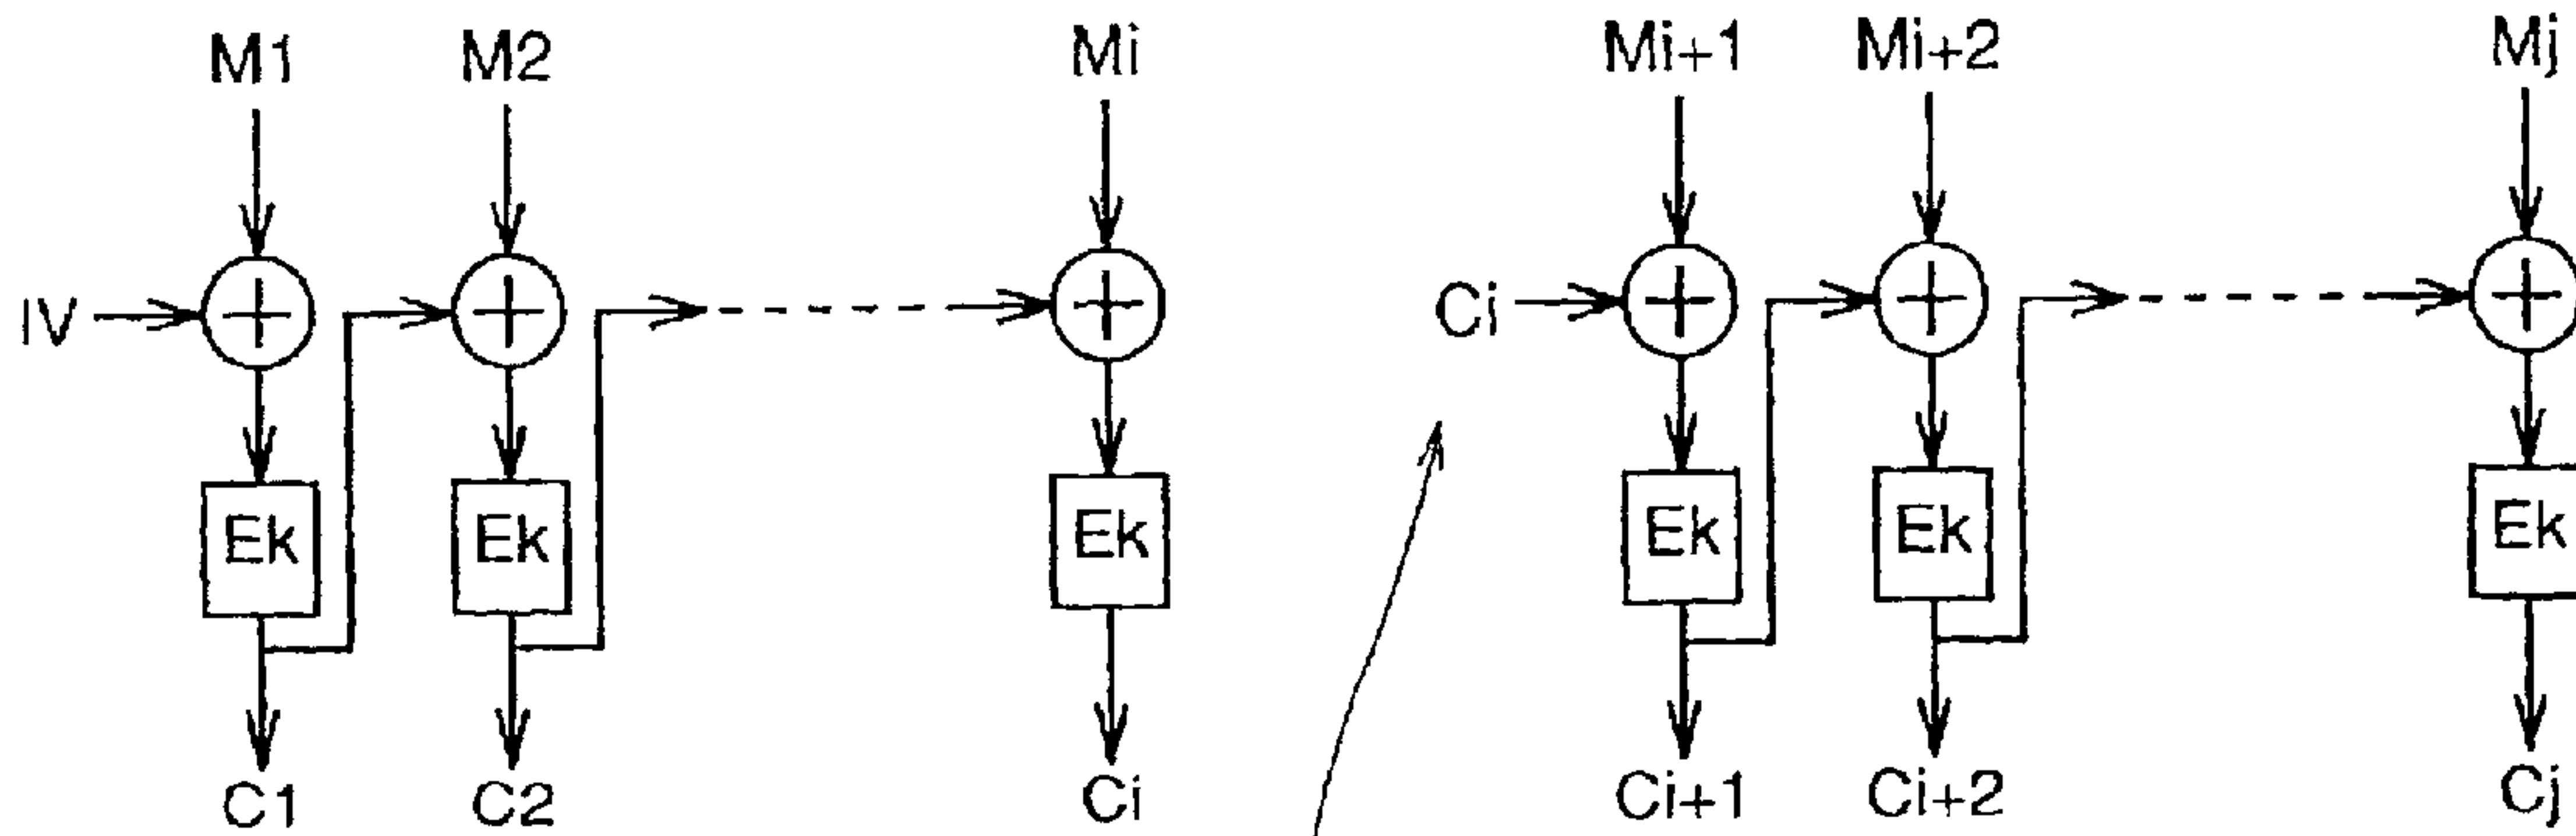 M1 M2 Mi Mi+1 Mi+2 Mj
IV Ci
Ek Ek Ek Ek Ek Ek
C1 C2 Ci Ci+1 Ci+2 Cj